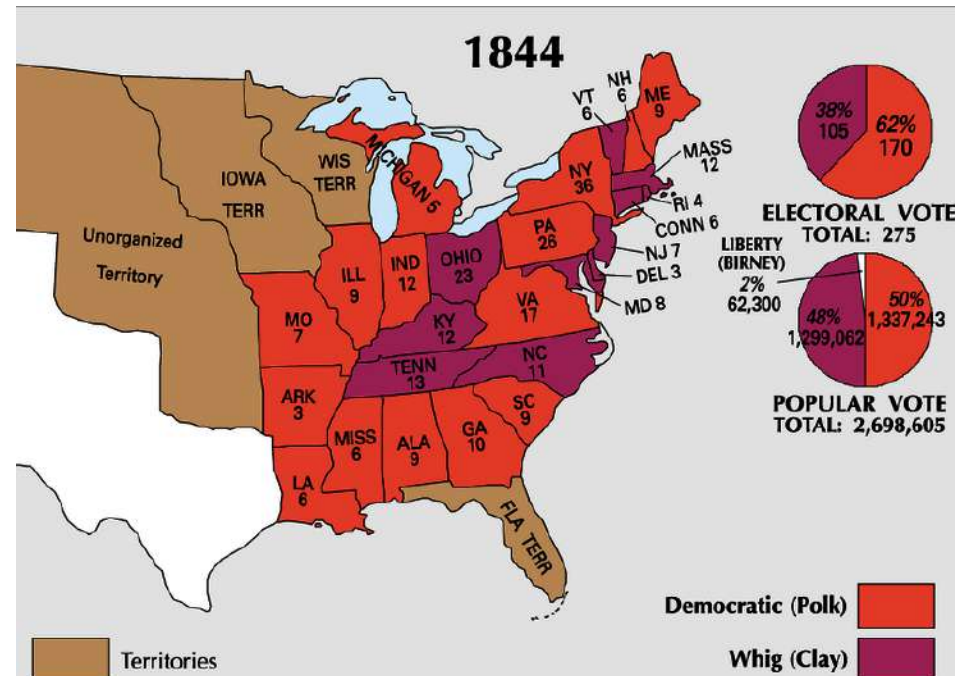 1844
VT
6
NH
6
ME
9
MASS
12
RI 4
CONN 6
NJ 7
DEL 3
MD 8
NY
36
PA
26
MICHIGAN 5
WIS
TERR
IOWA
TERR
Unorganized
Territory
ILL
9
IND
12
OHIO
23
VA
17
KY
12
MO
7
TENN
13
NC
11
ARK
3
SC
9
MISS
6
ALA
9
GA
10
LA
6
FLA TERR
38%
105
62%
170
ELECTORAL VOTE
TOTAL: 275
LIBERTY
(BIRNEY)
2%
62,300
48%
1,299,062
50%
1,337,243
POPULAR VOTE
TOTAL: 2,698,605
Democratic (Polk)
Whig (Clay)
Territories